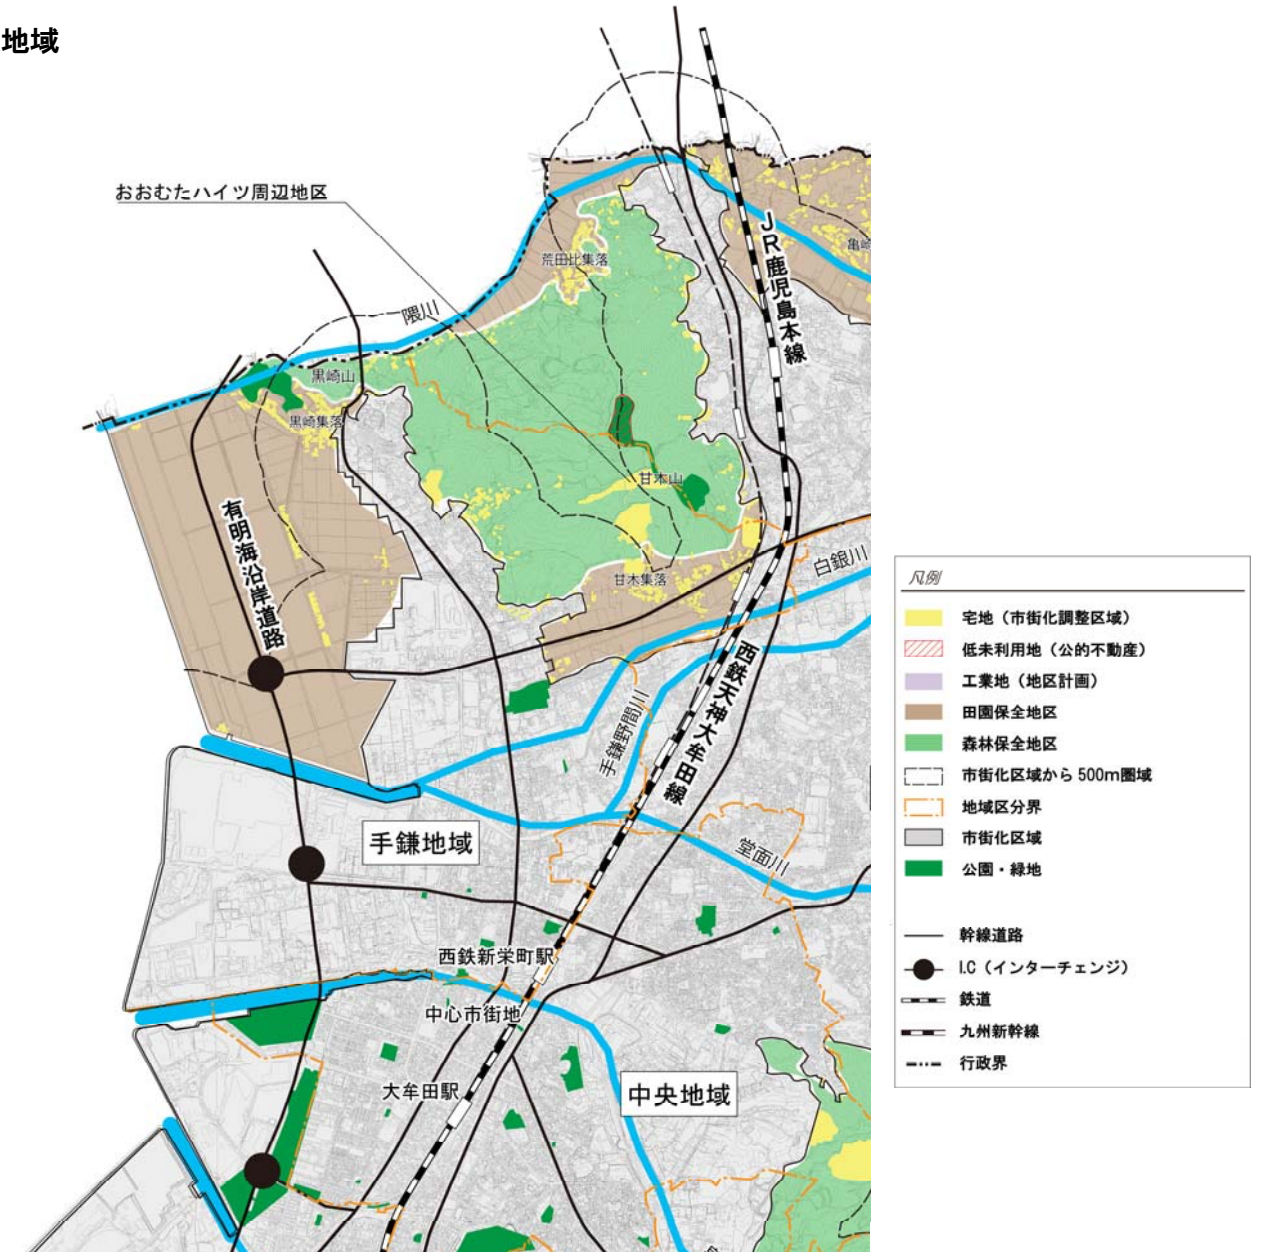 地域
おおむたハイツ周辺地区
JR鹿児島本線
荒田比集落
隈川
黒崎山
黒崎集落
甘木山
有明海沿岸道路
甘木集落
白銀川
西鉄天神大牟田線
手鎌野間川
手鎌地域
堂面川
西鉄新栄町駅
中心市街地
大牟田駅
中央地域
凡例
宅地（市街化調整区域）
低未利用地（公的不動産）
工業地（地区計画）
田園保全地区
森林保全地区
市街化区域から500m圏域
地域区分界
市街化区域
公園・緑地
幹線道路
I.C（インターチェンジ）
鉄道
九州新幹線
行政界